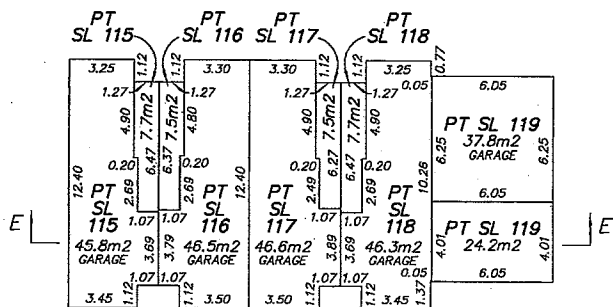 PT SL 115
PT SL 116
PT SL 117
PT SL 118
3.25
1.12
1.12
3.30
3.30
1.12
1.12
3.25
0.77
1.27
1.27
1.27
1.27
0.05
6.05
4.90
7.7m2
7.5m2
4.80
4.90
7.5m2
7.7m2
4.90
6.25
PT SL 119
37.8m2
GARAGE
6.25
12.40
6.47
6.37
12.40
6.27
6.47
10.26
0.20
0.20
0.20
0.20
2.69
2.69
2.49
2.69
6.05
PT
SL
115
PT
SL
116
PT
SL
117
PT
SL
118
1.07
1.07
1.07
1.07
4.01
PT SL 119
24.2m2
4.01
E
E
45.8m2
GARAGE
3.69
3.79
46.5m2
GARAGE
46.6m2
GARAGE
3.89
3.69
46.3m2
GARAGE
0.05
6.05
1.07
1.07
1.07
1.07
3.45
1.12
1.12
3.50
3.50
1.12
1.12
3.45
1.37